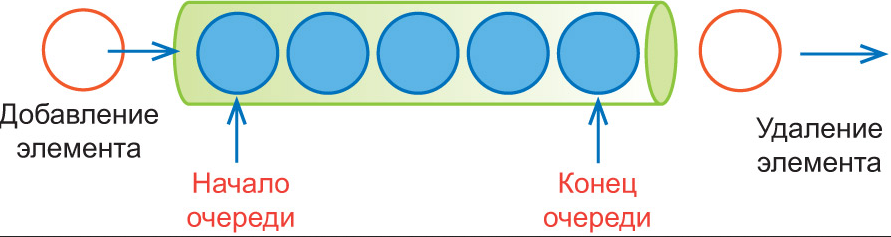 Добавление
элемента
Начало
очереди
Конец
очереди
Удаление
элемента